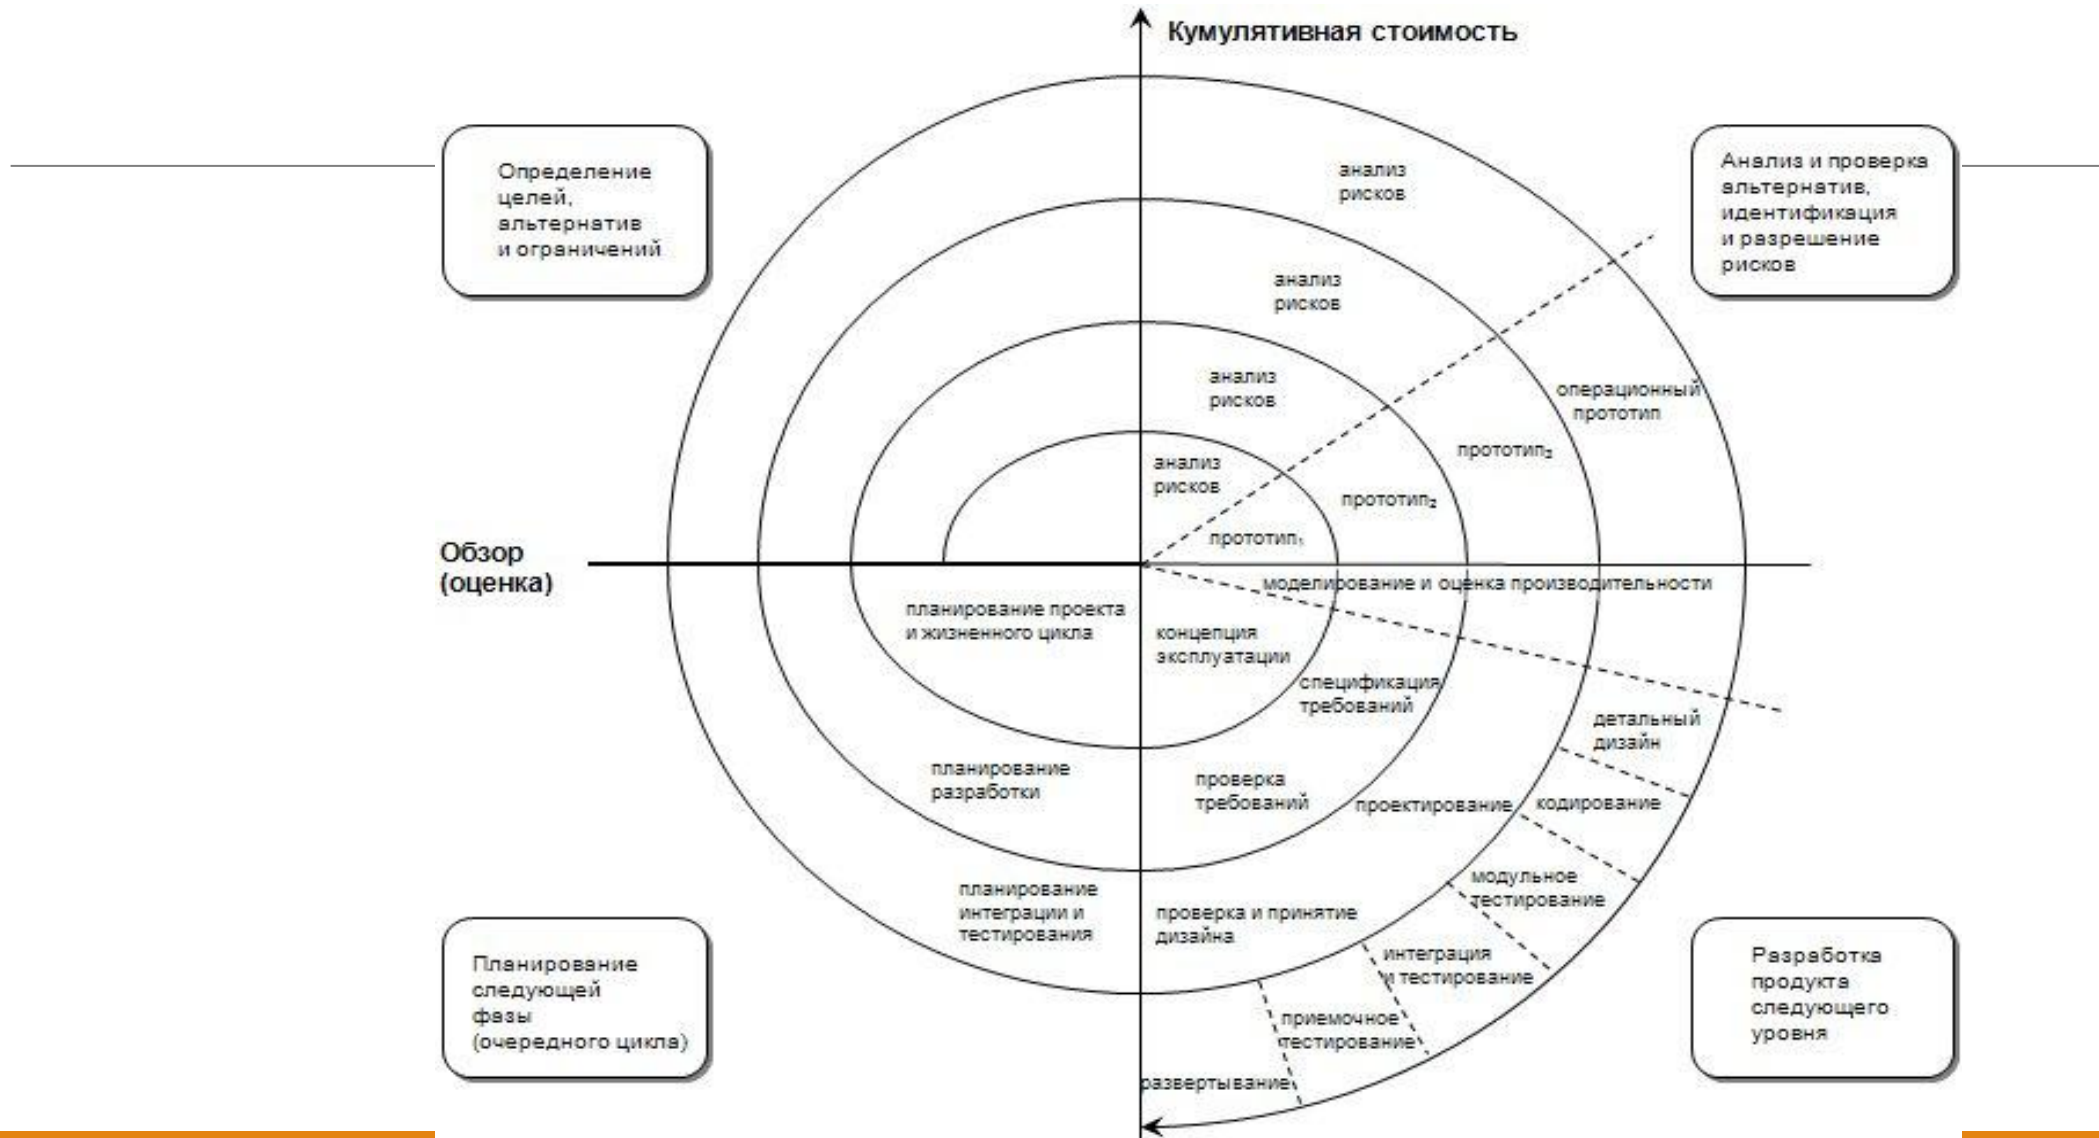 Кумулятивная стоимость
Определение
целей,
альтернатив
и ограничений
Анализ и проверка
альтернатив,
идентификация
и разрешение
рисков
анализ
рисков
анализ
рисков
анализ
рисков
анализ
рисков
операционный
прототип
прототип₃
прототип₂
прототип₁
Обзор
(оценка)
моделирование и оценка производительности
планирование проекта
и жизненного цикла
концепция
эксплуатации
спецификация
требований
детальный
дизайн
планирование
разработки
проверка
требований
проектирование
кодирование
модульное
тестирование
планирование
интеграции и
тестирования
проверка и принятие
дизайна
интеграция
и тестирование
приемочное
тестирование
развертывание
Планирование
следующей
фазы
(очередного цикла)
Разработка
продукта
следующего
уровня